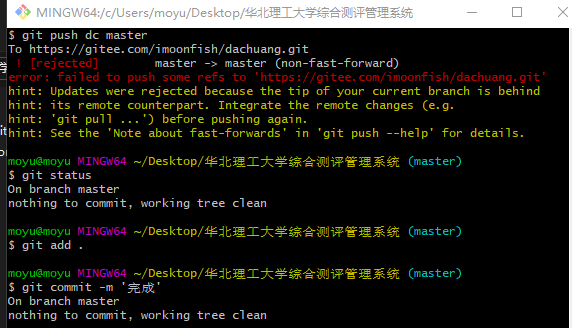 MINGW64:/c/Users/moyu/Desktop/华北理工大学综合测评管理系统
$ git push dc master
To https://gitee.com/imoonfish/dachuang.git
! [rejected]        master -> master (non-fast-forward)
error: failed to push some refs to 'https://gitee.com/imoonfish/dachuang.git'
hint: Updates were rejected because the tip of your current branch is behind
hint: its remote counterpart. Integrate the remote changes (e.g.
hint: 'git pull ...') before pushing again.
hint: See the 'Note about fast-forwards' in 'git push --help' for details.
moyu@moyu MINGW64 ~/Desktop/华北理工大学综合测评管理系统 (master)
$ git status
On branch master
nothing to commit, working tree clean
moyu@moyu MINGW64 ~/Desktop/华北理工大学综合测评管理系统 (master)
$ git add .
moyu@moyu MINGW64 ~/Desktop/华北理工大学综合测评管理系统 (master)
$ git commit -m '完成'
On branch master
nothing to commit, working tree clean